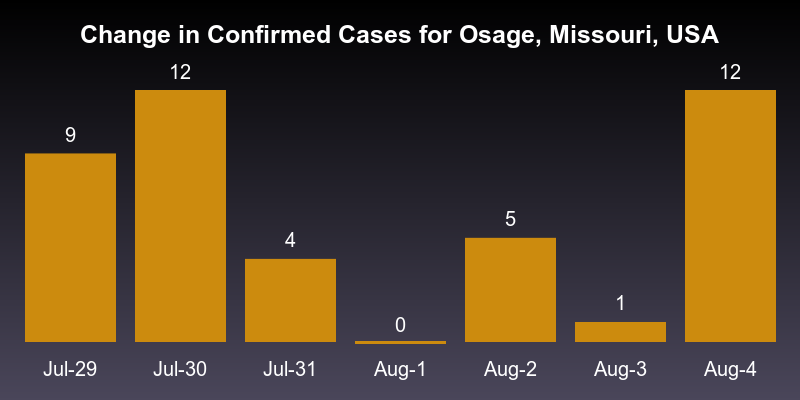 Change in Confirmed Cases for Osage, Missouri, USA
9 12 4 0 5 1 12
Jul-29 Jul-30 Jul-31 Aug-1 Aug-2 Aug-3 Aug-4